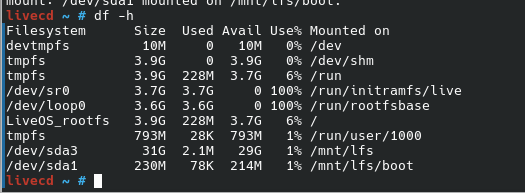 mount: /dev/sda1 mounted on /mnt/lfs/boot.
livecd ~ # df -h
Filesystem      Size  Used Avail Use% Mounted on
devtmpfs         10M     0   10M   0% /dev
tmpfs           3.9G     0  3.9G   0% /dev/shm
tmpfs           3.9G  228M  3.7G   6% /run
/dev/sr0        3.7G  3.7G     0 100% /run/initramfs/live
/dev/loop0      3.6G  3.6G     0 100% /run/rootfsbase
LiveOS_rootfs   3.9G  228M  3.7G   6% /
tmpfs           793M   28K  793M   1% /run/user/1000
/dev/sda3        31G  2.1M   29G   1% /mnt/lfs
/dev/sda1       230M   78K  214M   1% /mnt/lfs/boot
livecd ~ #